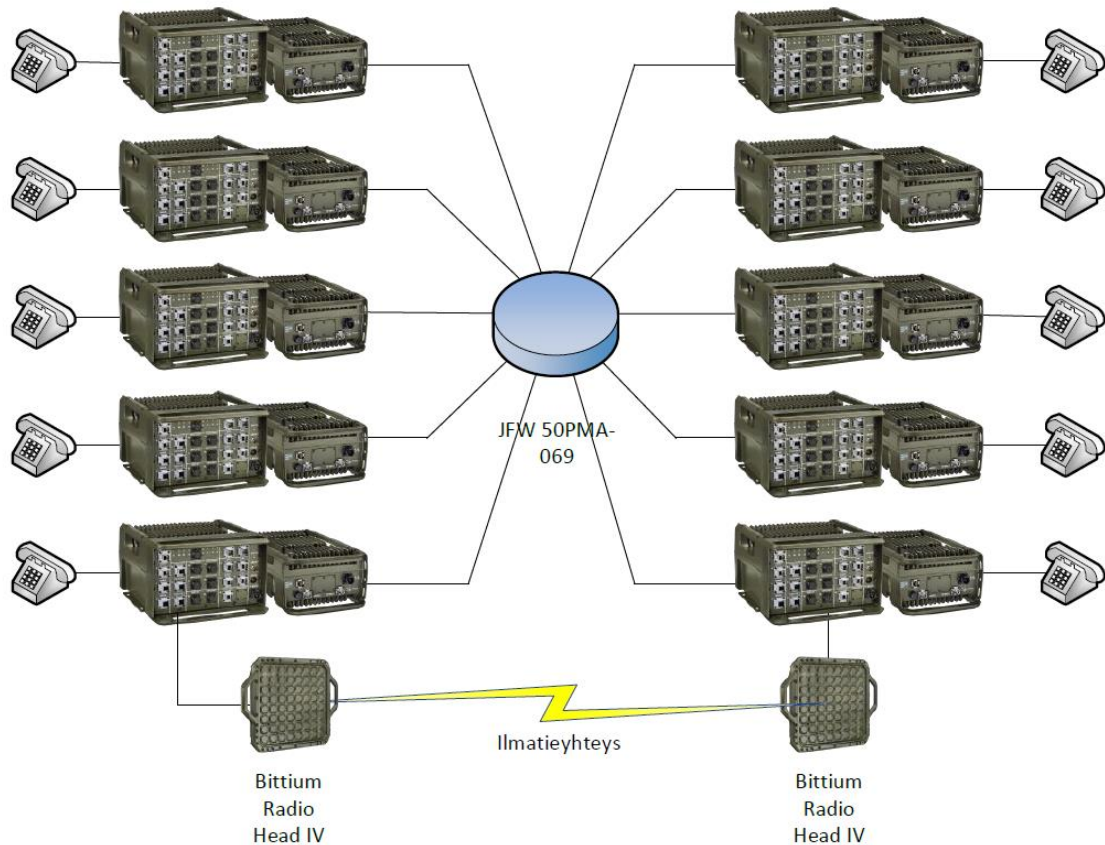 JFW 50PMA-
069
Ilmatieyhteys
Bittium
Radio
Head IV
Bittium
Radio
Head IV